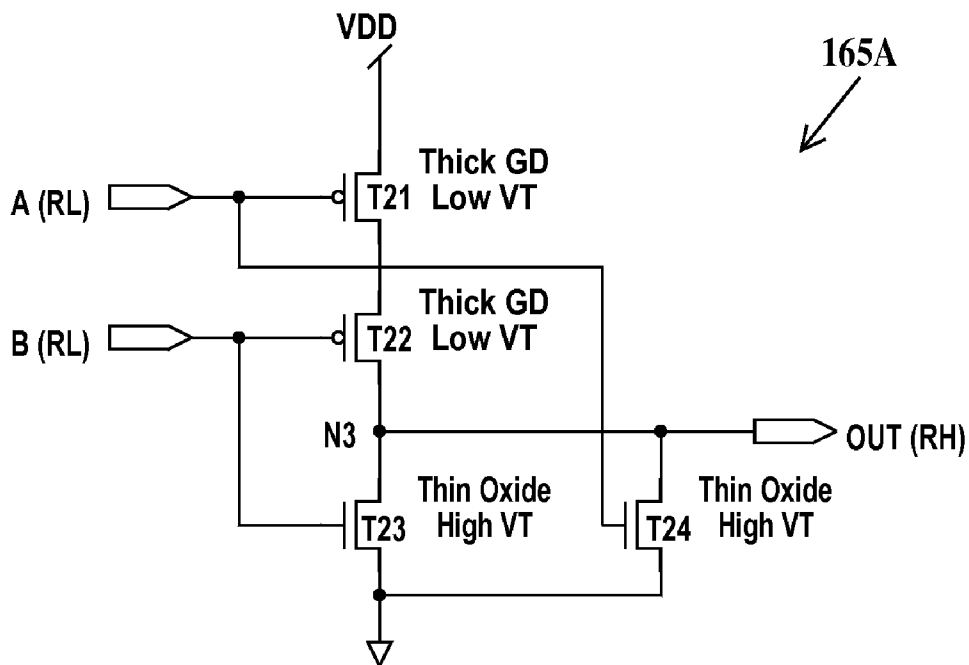 VDD
165A
Thick GD
Low VT
A (RL)
T21
Thick GD
Low VT
B (RL)
T22
N3
OUT (RH)
Thin Oxide
High VT
T23
Thin Oxide
High VT
T24